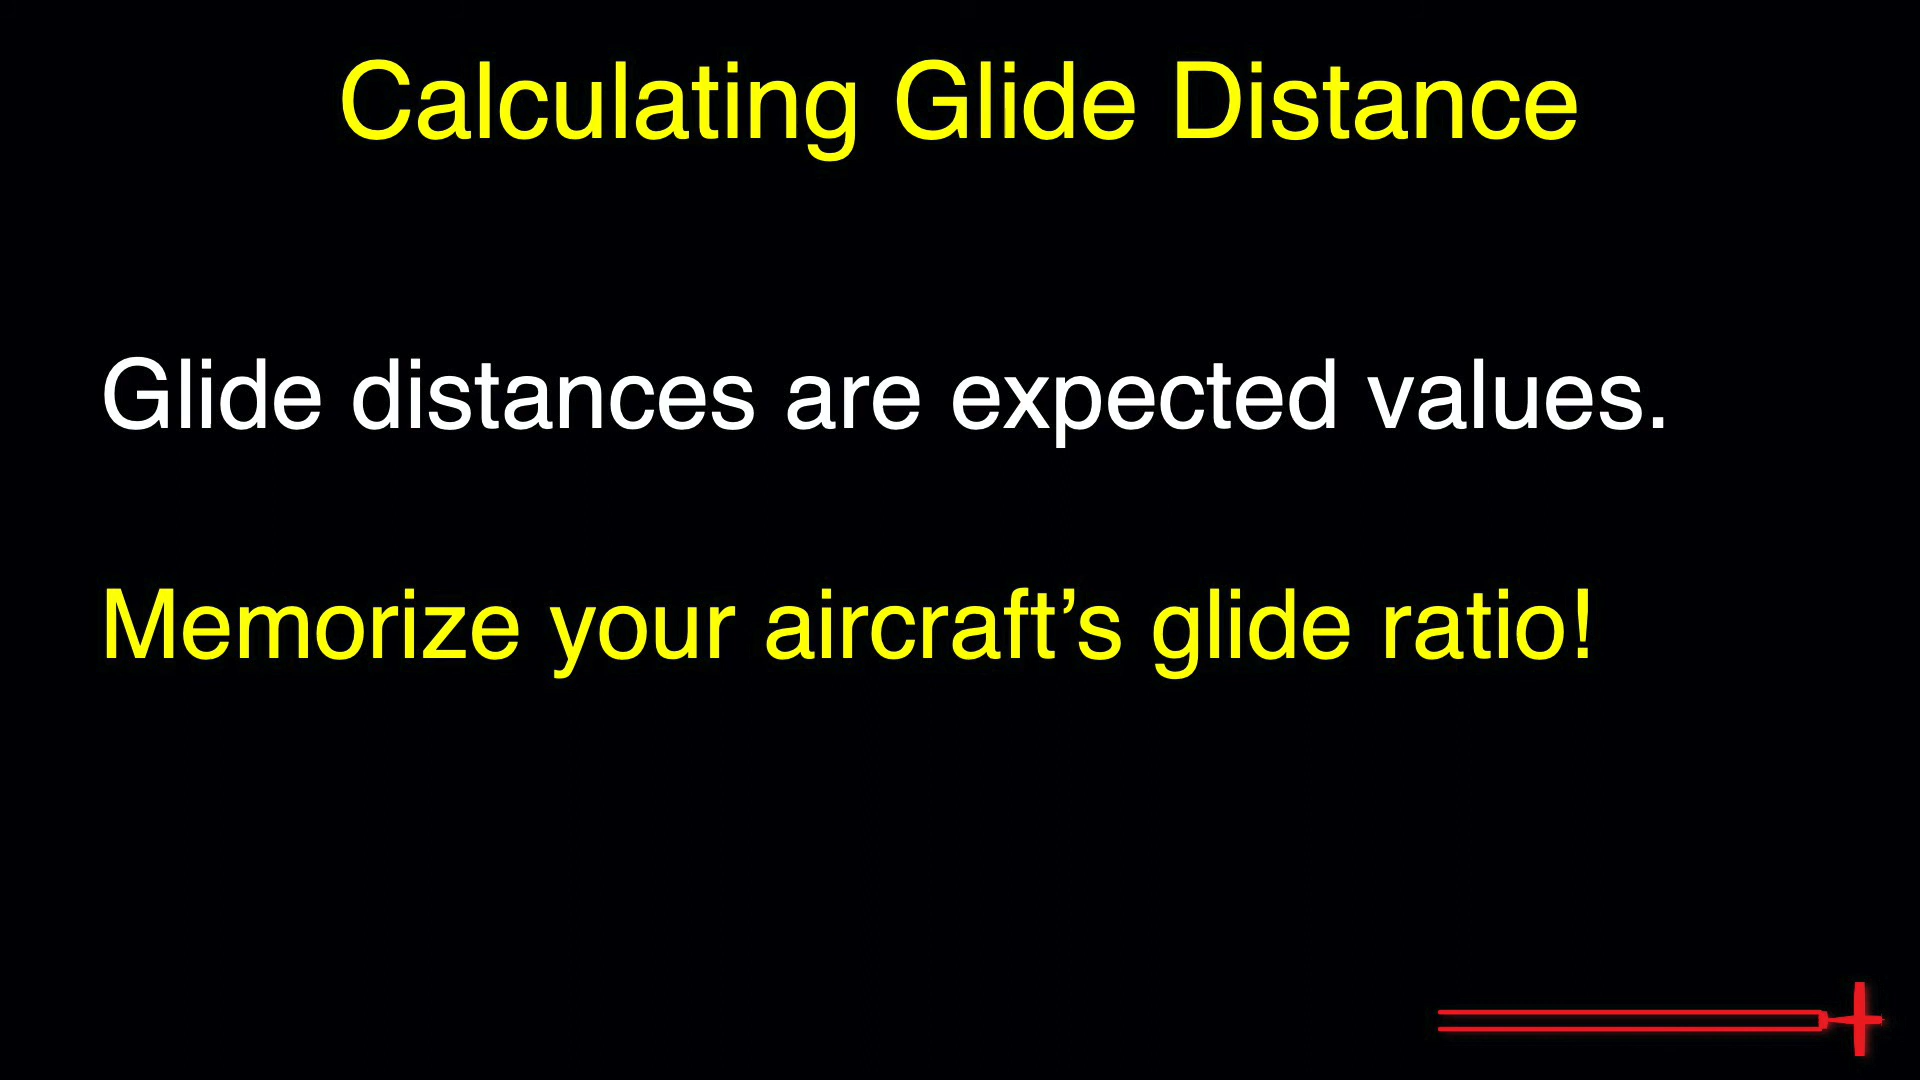 Calculating Glide Distance
Glide distances are expected values.
Memorize your aircraft’s glide ratio!